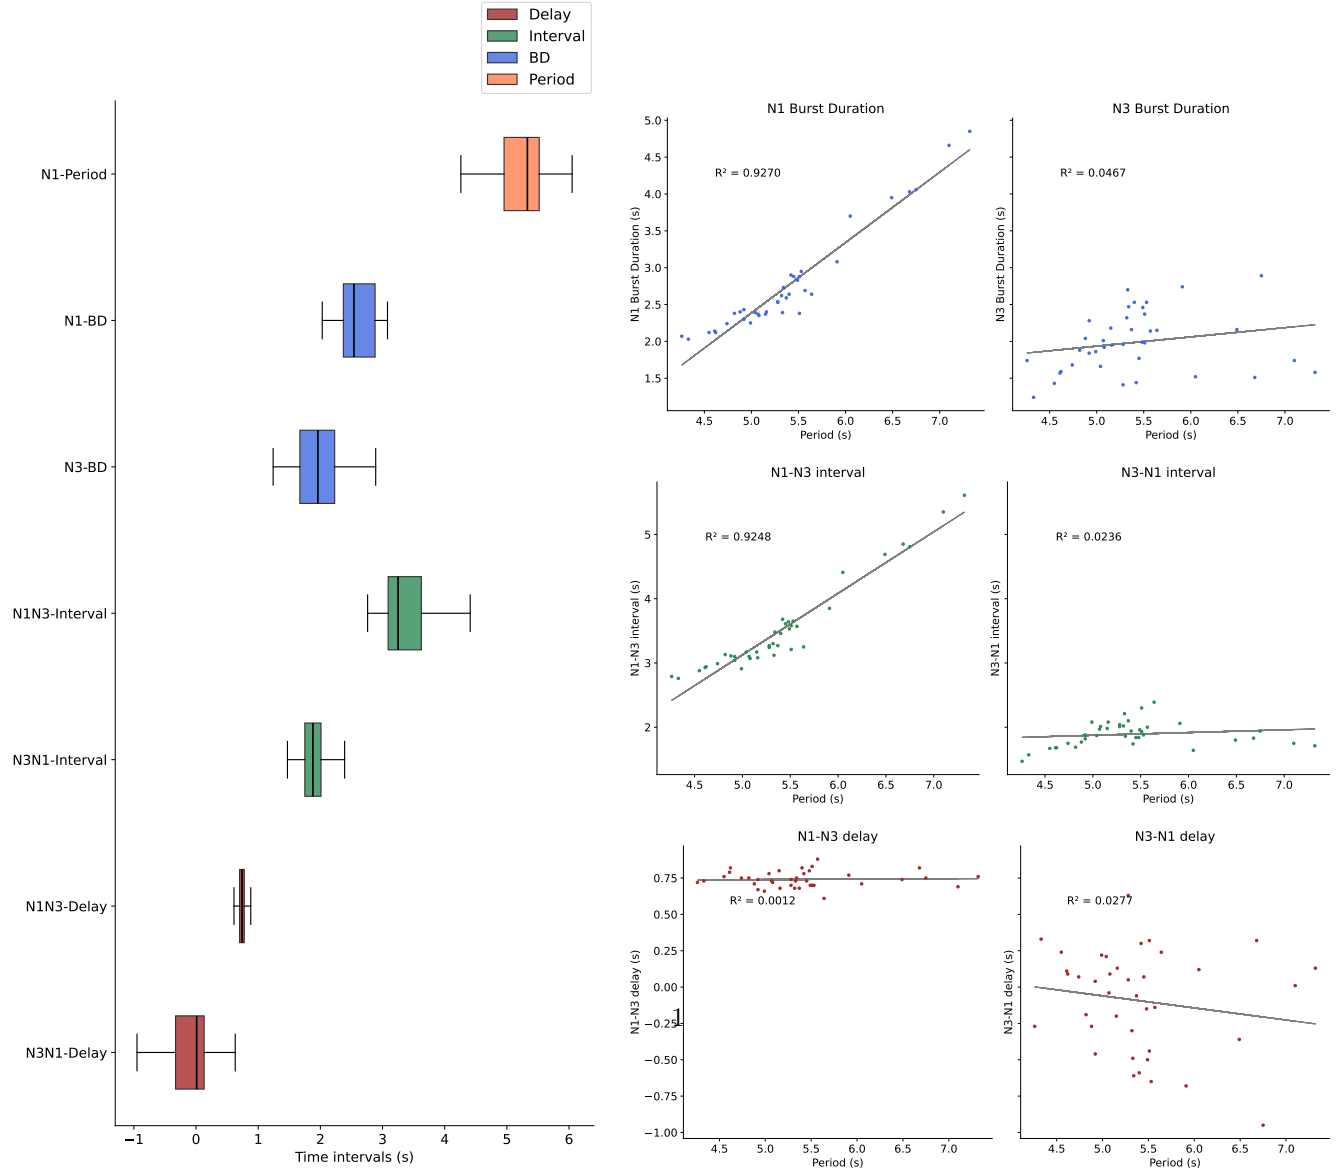 Delay
Interval
BD
Period
N1-Period
N1-BD
N3-BD
N1N3-Interval
N3N1-Interval
N1N3-Delay
N3N1-Delay
−1 0 1 2 3 4 5 6
Time intervals (s)
N1 Burst Duration
R² = 0.9270
5.0
4.5
4.0
3.5
3.0
2.5
2.0
1.5
N1 Burst Duration (s)
4.5 5.0 5.5 6.0 6.5 7.0
Period (s)
N3 Burst Duration
R² = 0.0467
N3 Burst Duration (s)
4.5 5.0 5.5 6.0 6.5 7.0
Period (s)
N1-N3 interval
R² = 0.9248
5
4
3
2
N1-N3 interval (s)
4.5 5.0 5.5 6.0 6.5 7.0
Period (s)
N3-N1 interval
R² = 0.0236
N3-N1 interval (s)
4.5 5.0 5.5 6.0 6.5 7.0
Period (s)
N1-N3 delay
R² = 0.0012
0.75
0.50
0.25
0.00
−0.25
−0.50
−0.75
−1.00
N1-N3 delay (s)
1
4.5 5.0 5.5 6.0 6.5 7.0
Period (s)
N3-N1 delay
R² = 0.0277
N3-N1 delay (s)
4.5 5.0 5.5 6.0 6.5 7.0
Period (s)